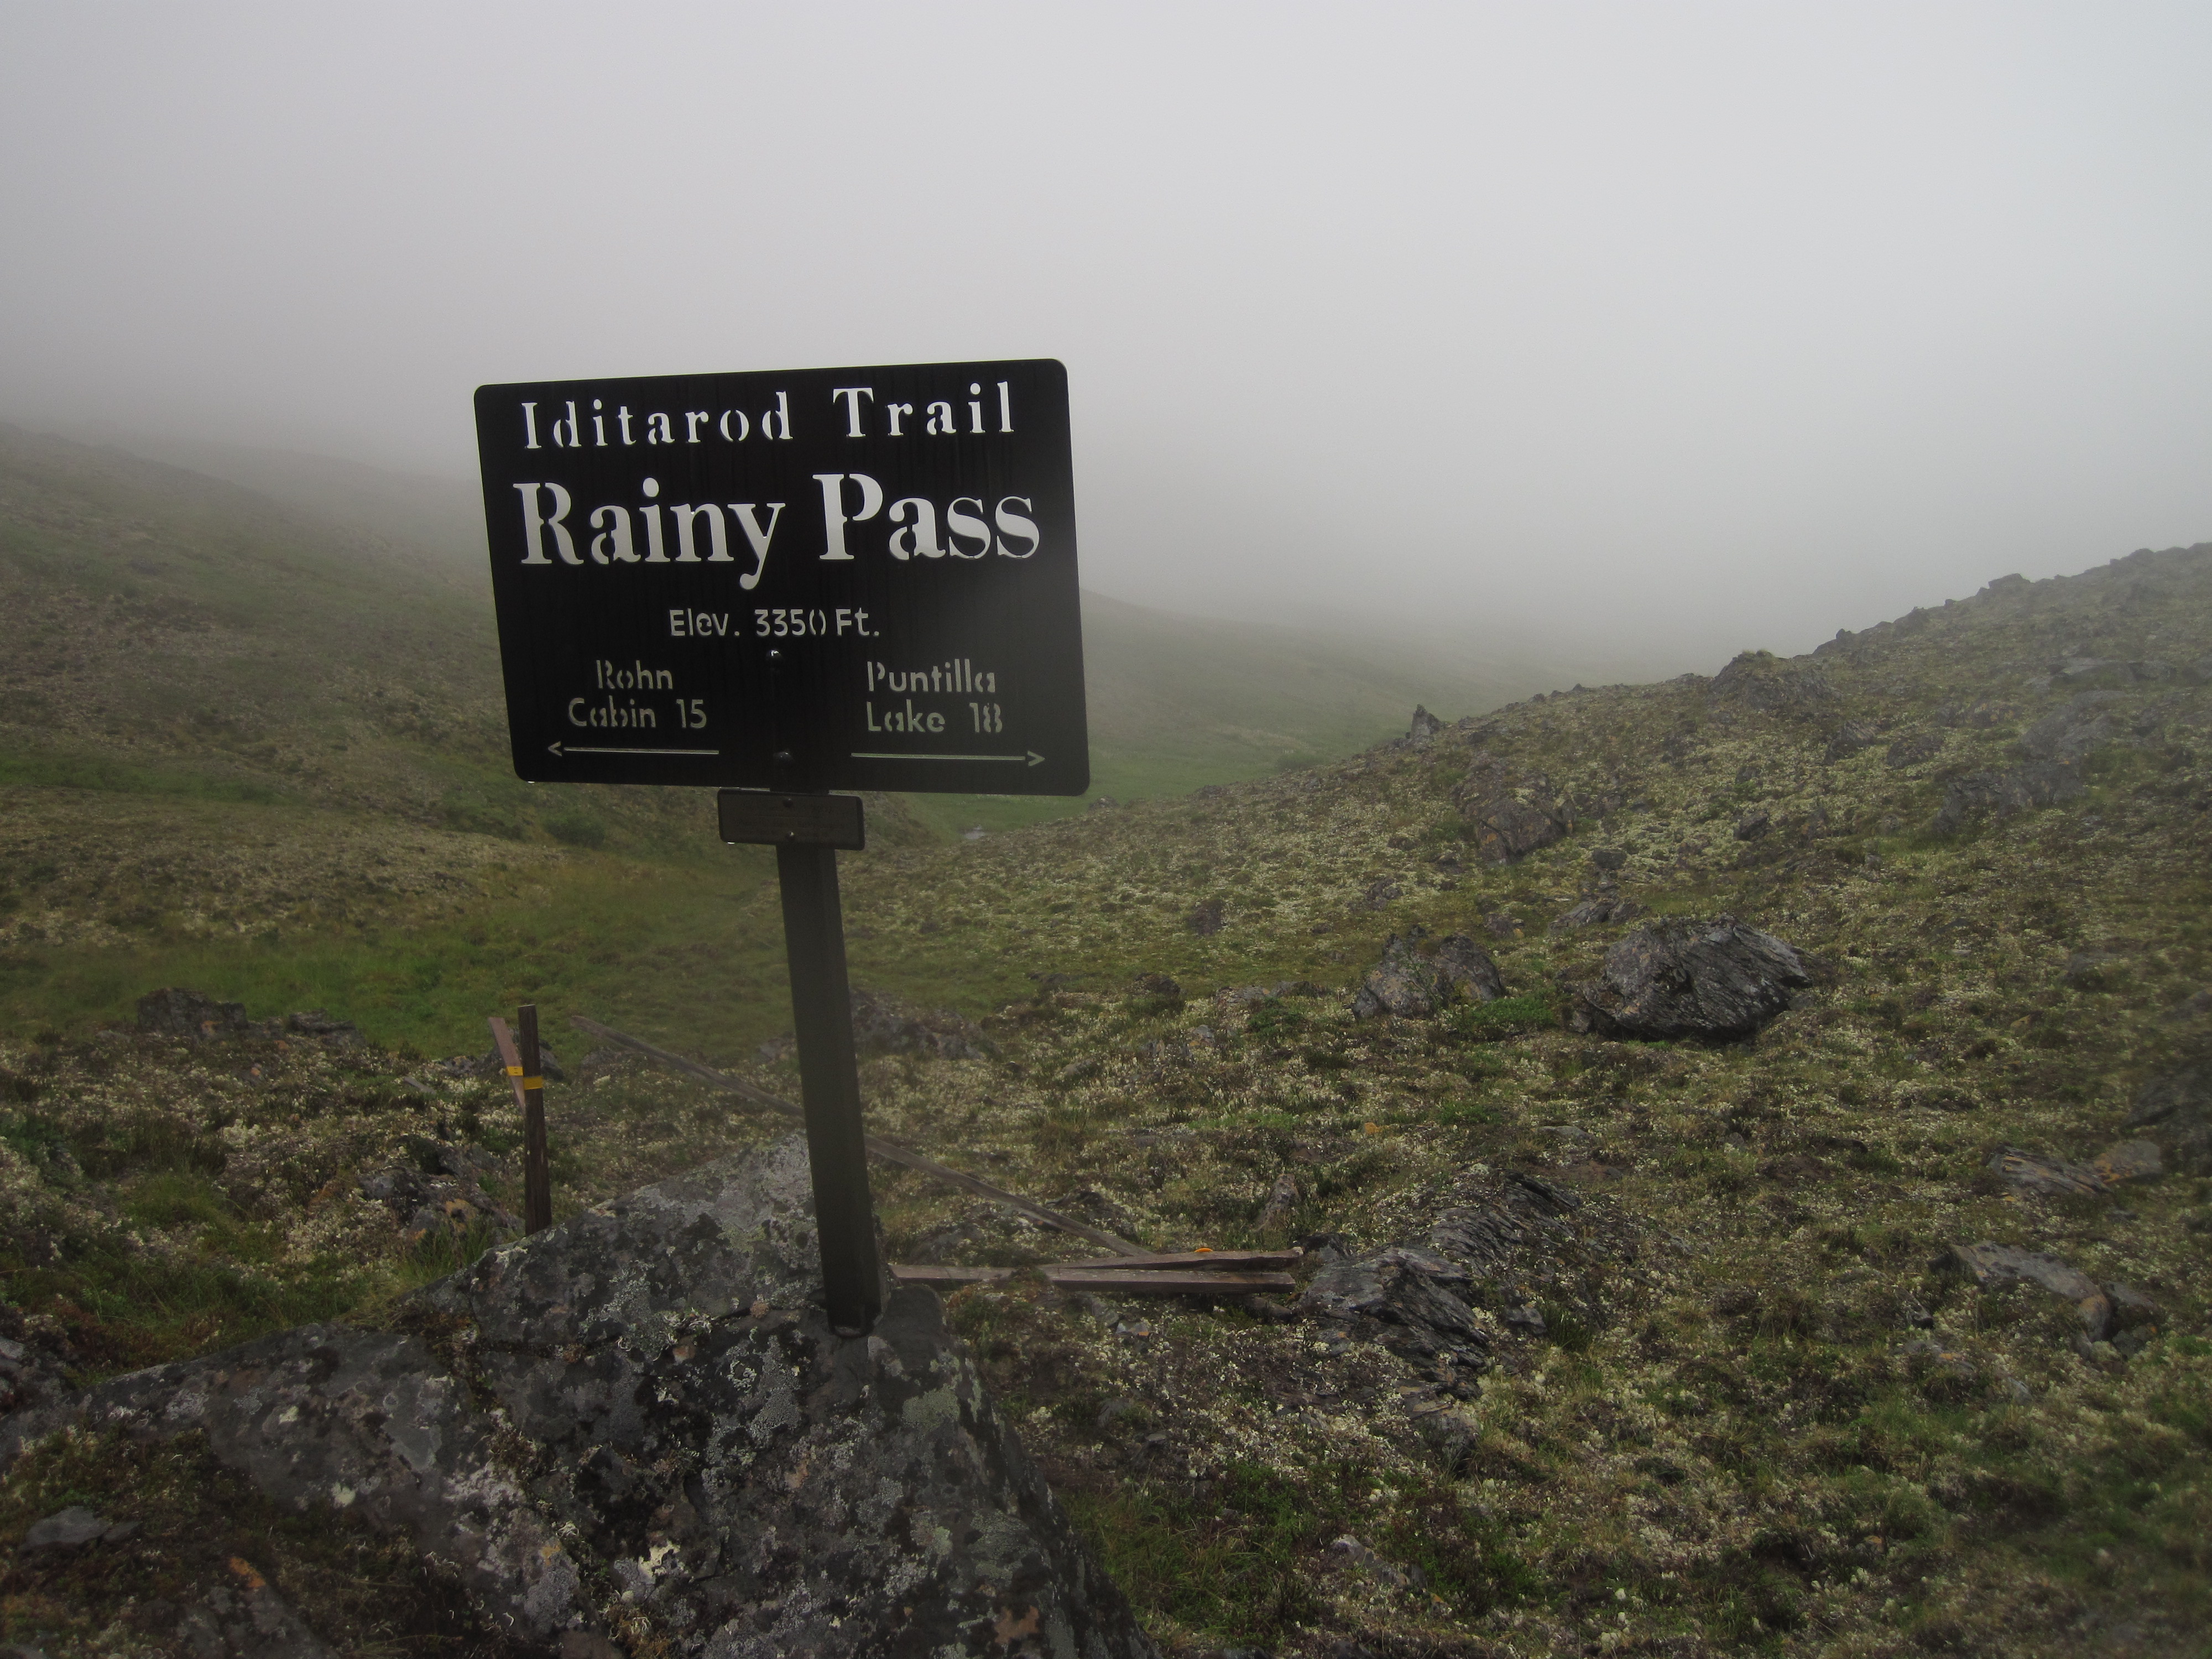 Iditarod Trail
Rainy Pass
Elev. 3350 Ft.
Rohn
Cabin 15
Puntilla
Lake 18